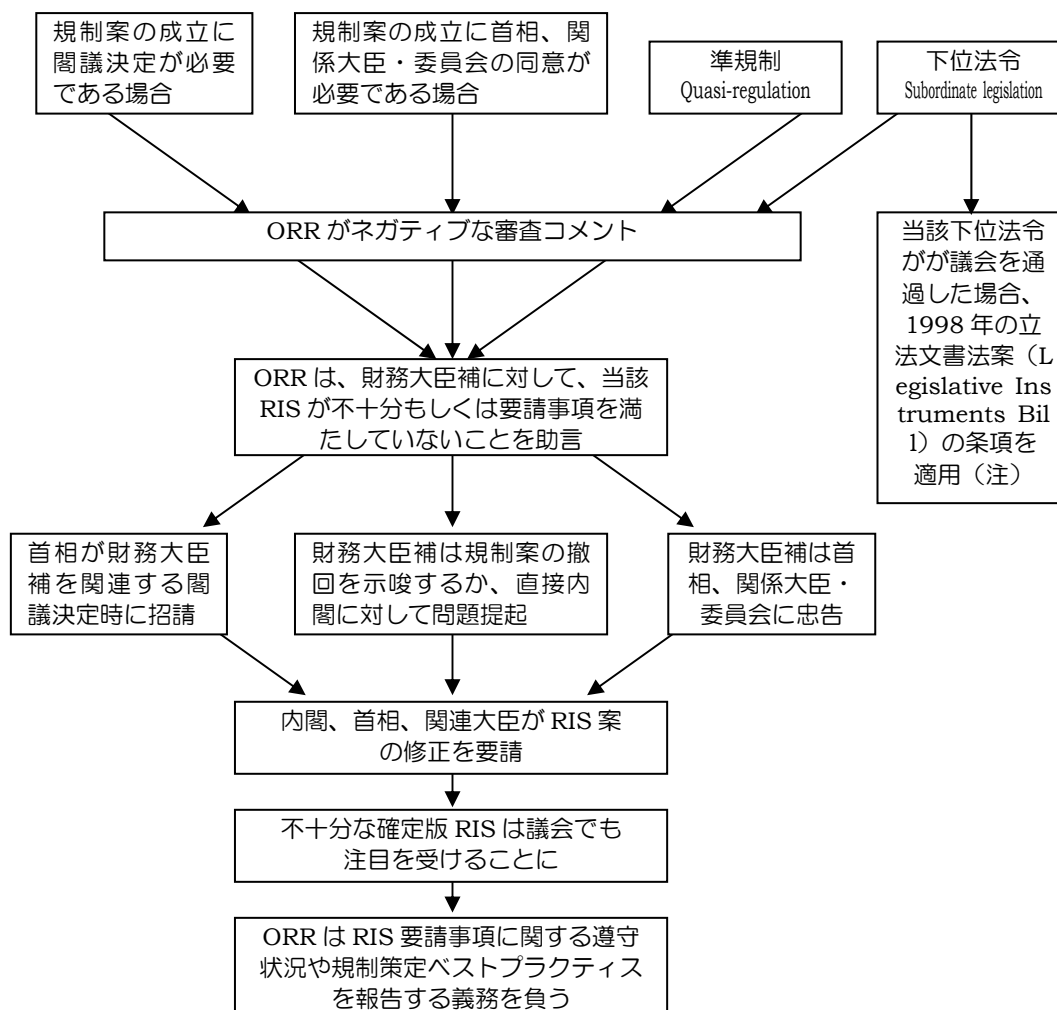 規制案の成立に
閣議決定が必要
である場合
規制案の成立に首相、関
係大臣・委員会の同意が
必要である場合
準規制
Quasi-regulation
下位法令
Subordinate legislation
ORR がネガティブな審査コメント
当該下位法令
がが議会を通
過した場合、
1998 年の立
法文書法案（L
egislative Ins
truments Bil
l）の条項を
適用（注）
ORR は、財務大臣補に対して、当該
RIS が不十分もしくは要請事項を満
たしていないことを助言
首相が財務大臣
補を関連する閣
議決定時に招請
財務大臣補は規制案の撤
回を示唆するか、直接内
閣に対して問題提起
財務大臣補は首
相、関係大臣・
委員会に忠告
内閣、首相、関連大臣が RIS 案
の修正を要請
不十分な確定版 RIS は議会でも
注目を受けることに
ORR は RIS 要請事項に関する遵守
状況や規制策定ベストプラクティス
を報告する義務を負う